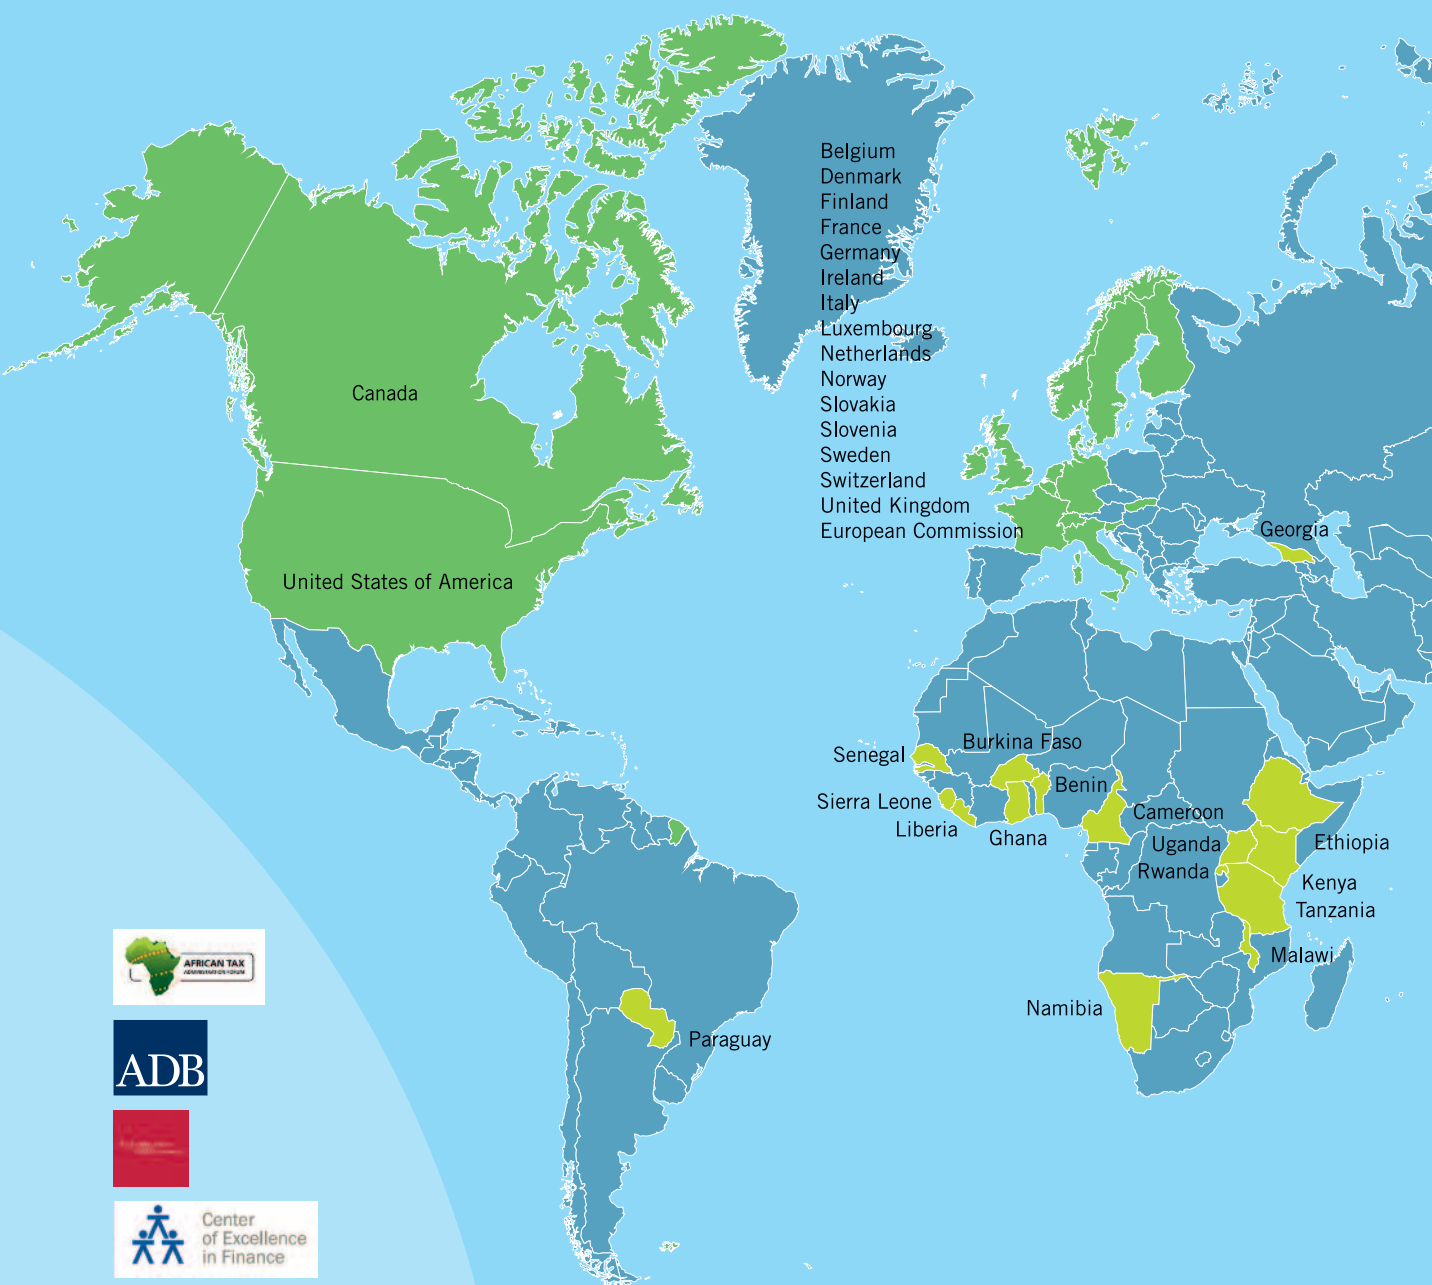 Belgium
Denmark
Finland
France
Germany
Ireland
Italy
Luxembourg
Netherlands
Norway
Slovakia
Slovenia
Sweden
Switzerland
United Kingdom
European Commission
Canada
United States of America
Georgia
Senegal
Burkina Faso
Benin
Sierra Leone
Liberia
Ghana
Cameroon
Uganda
Rwanda
Ethiopia
Kenya
Tanzania
Malawi
Namibia
Paraguay
AFRICAN TAX
ADMINISTRATION FORUM
ADB
Center
of Excellence
in Finance